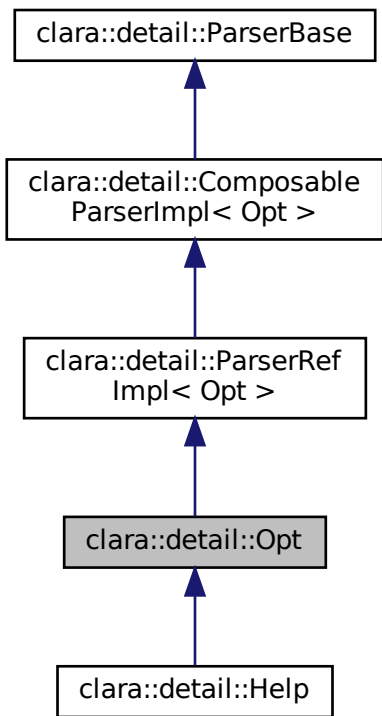 clara::detail::ParserBase
clara::detail::Composable
ParserImpl< Opt >
clara::detail::ParserRef
Impl< Opt >
clara::detail::Opt
clara::detail::Help